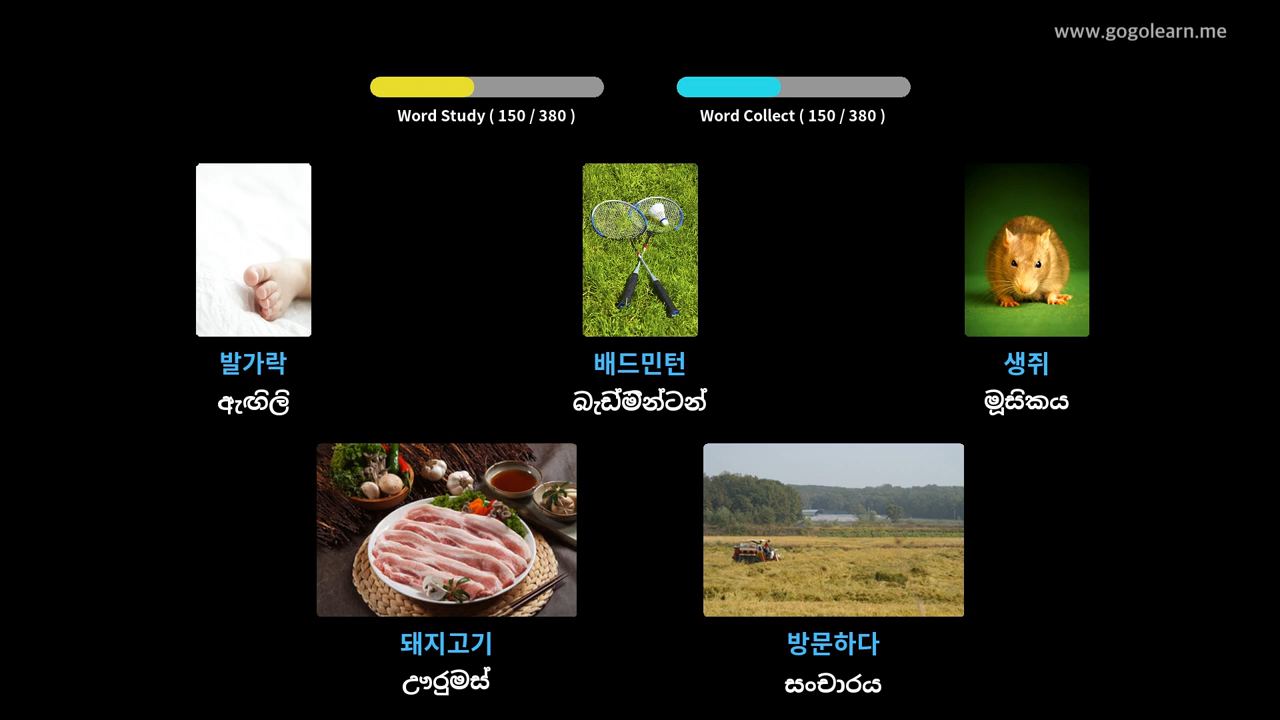 www.gogolearn.me
Word Study ( 150 / 380 )
Word Collect ( 150 / 380 )
발가락
ඇඟිලි
배드민턴
බැඩ්මින්ටන්
생쥐
මූසිකය
돼지고기
ඌරුමස්
방문하다
සංචාරය